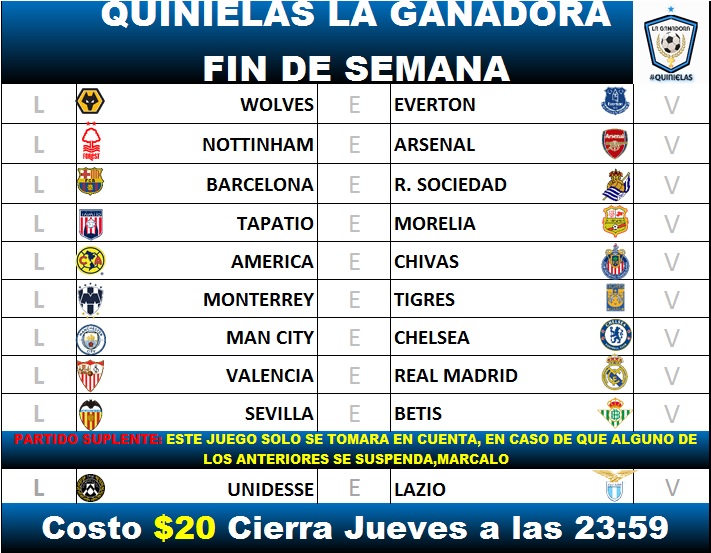 QUINIELAS LA GANADORA
FIN DE SEMANA
LA GANADORA
#QUINIELAS
L WOLVES E EVERTON V
L NOTTINHAM E ARSENAL V
L BARCELONA E R. SOCIEDAD V
L TAPATIO E MORELIA V
L AMERICA E CHIVAS V
L MONTERREY E TIGRES V
L MAN CITY E CHELSEA V
L VALENCIA E REAL MADRID V
L SEVILLA E BETIS V
PARTIDO SUPLENTE: ESTE JUEGO SOLO SE TOMARA EN CUENTA, EN CASO DE QUE ALGUNO DE
LOS ANTERIORES SE SUSPENDA,MARCALO
L UNIDESSE E LAZIO V
Costo $20 Cierra Jueves a las 23:59